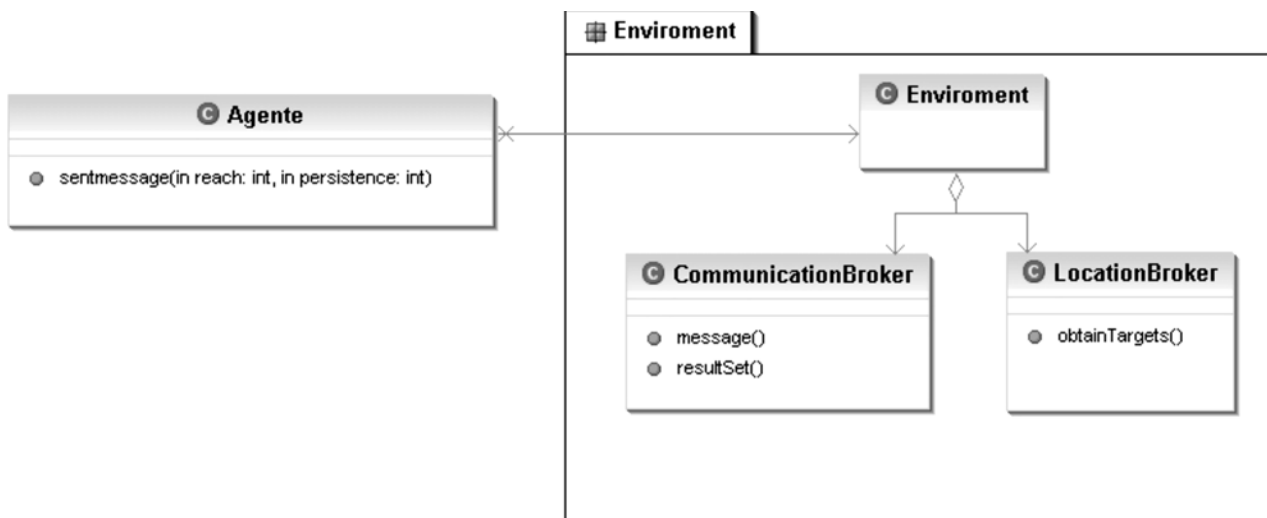 Enviroment
Agente
sentmessage(in reach: int, in persistence: int)
Enviroment
CommunicationBroker
message()
resultSet()
LocationBroker
obtainTargets()